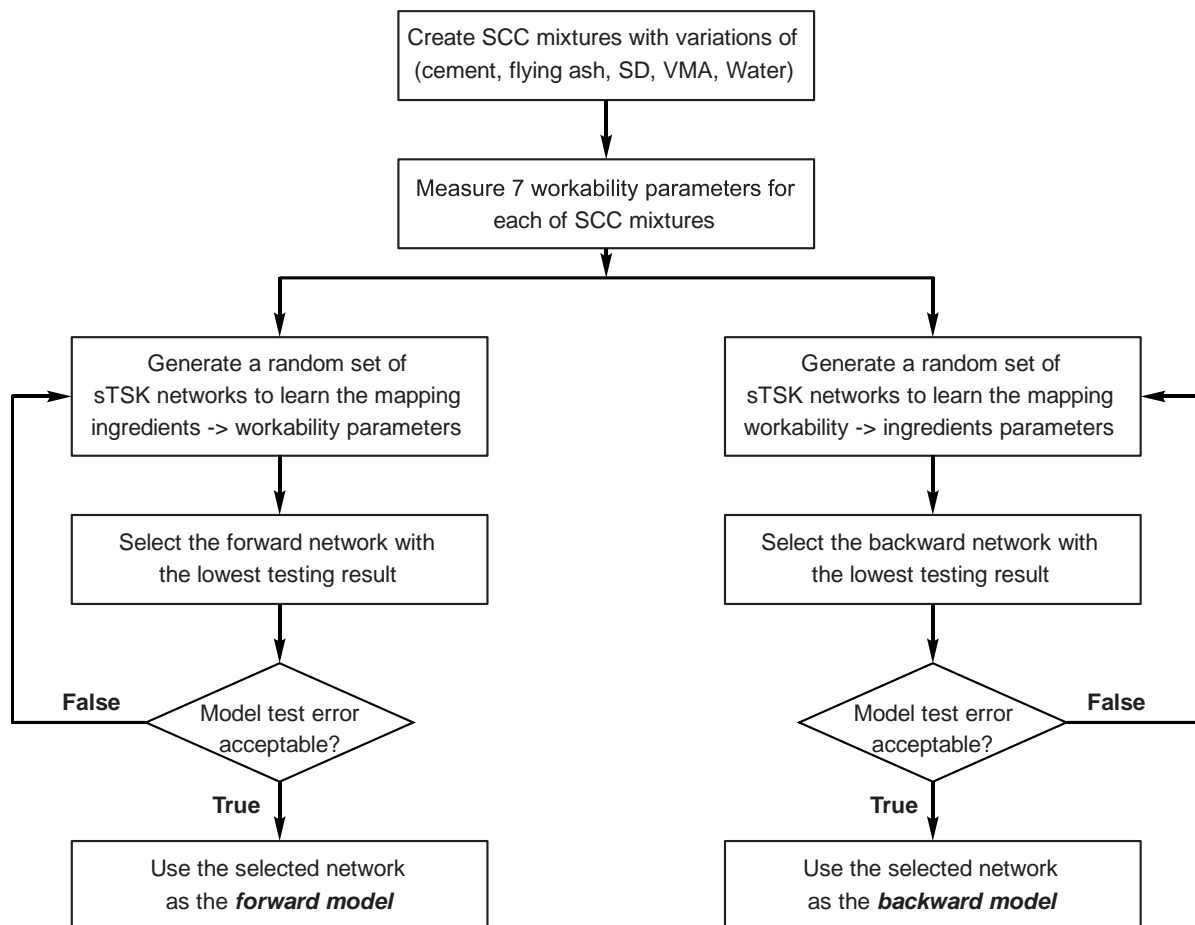 Create SCC mixtures with variations of
(cement, flying ash, SD, VMA, Water)
Measure 7 workability parameters for
each of SCC mixtures
Generate a random set of
sTSK networks to learn the mapping
ingredients -> workability parameters
Select the forward network with
the lowest testing result
False
Model test error
acceptable?
True
Use the selected network
as the forward model
Generate a random set of
sTSK networks to learn the mapping
workability -> ingredients parameters
Select the backward network with
the lowest testing result
Model test error
acceptable?
False
True
Use the selected network
as the backward model